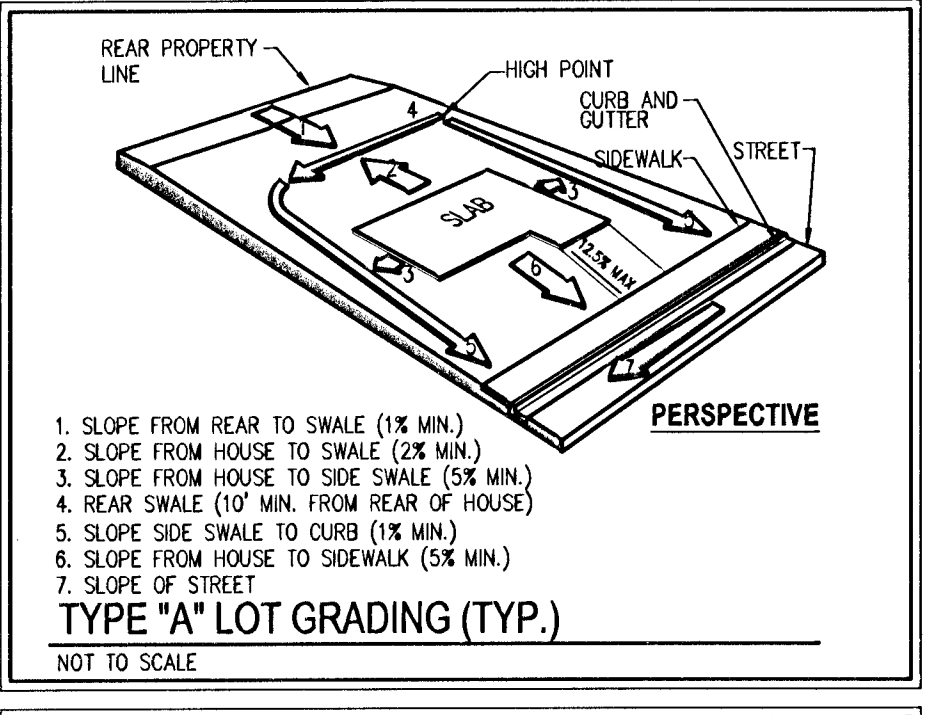 REAR PROPERTY
LINE
HIGH POINT
CURB AND
GUTTER
SIDEWALK
STREET
1
4
2
3
SLAB
5
12.5% MAX
6
3
5
7
PERSPECTIVE
1. SLOPE FROM REAR TO SWALE (1% MIN.)
2. SLOPE FROM HOUSE TO SWALE (2% MIN.)
3. SLOPE FROM HOUSE TO SIDE SWALE (5% MIN.)
4. REAR SWALE (10' MIN. FROM REAR OF HOUSE)
5. SLOPE SIDE SWALE TO CURB (1% MIN.)
6. SLOPE FROM HOUSE TO SIDEWALK (5% MIN.)
7. SLOPE OF STREET
TYPE "A" LOT GRADING (TYP.)
NOT TO SCALE